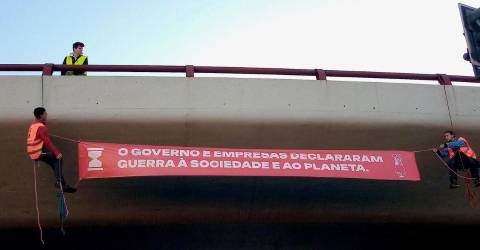 O GOVERNO E EMPRESAS DECLARARAM
GUERRA À SOCIEDADE E AO PLANETA.